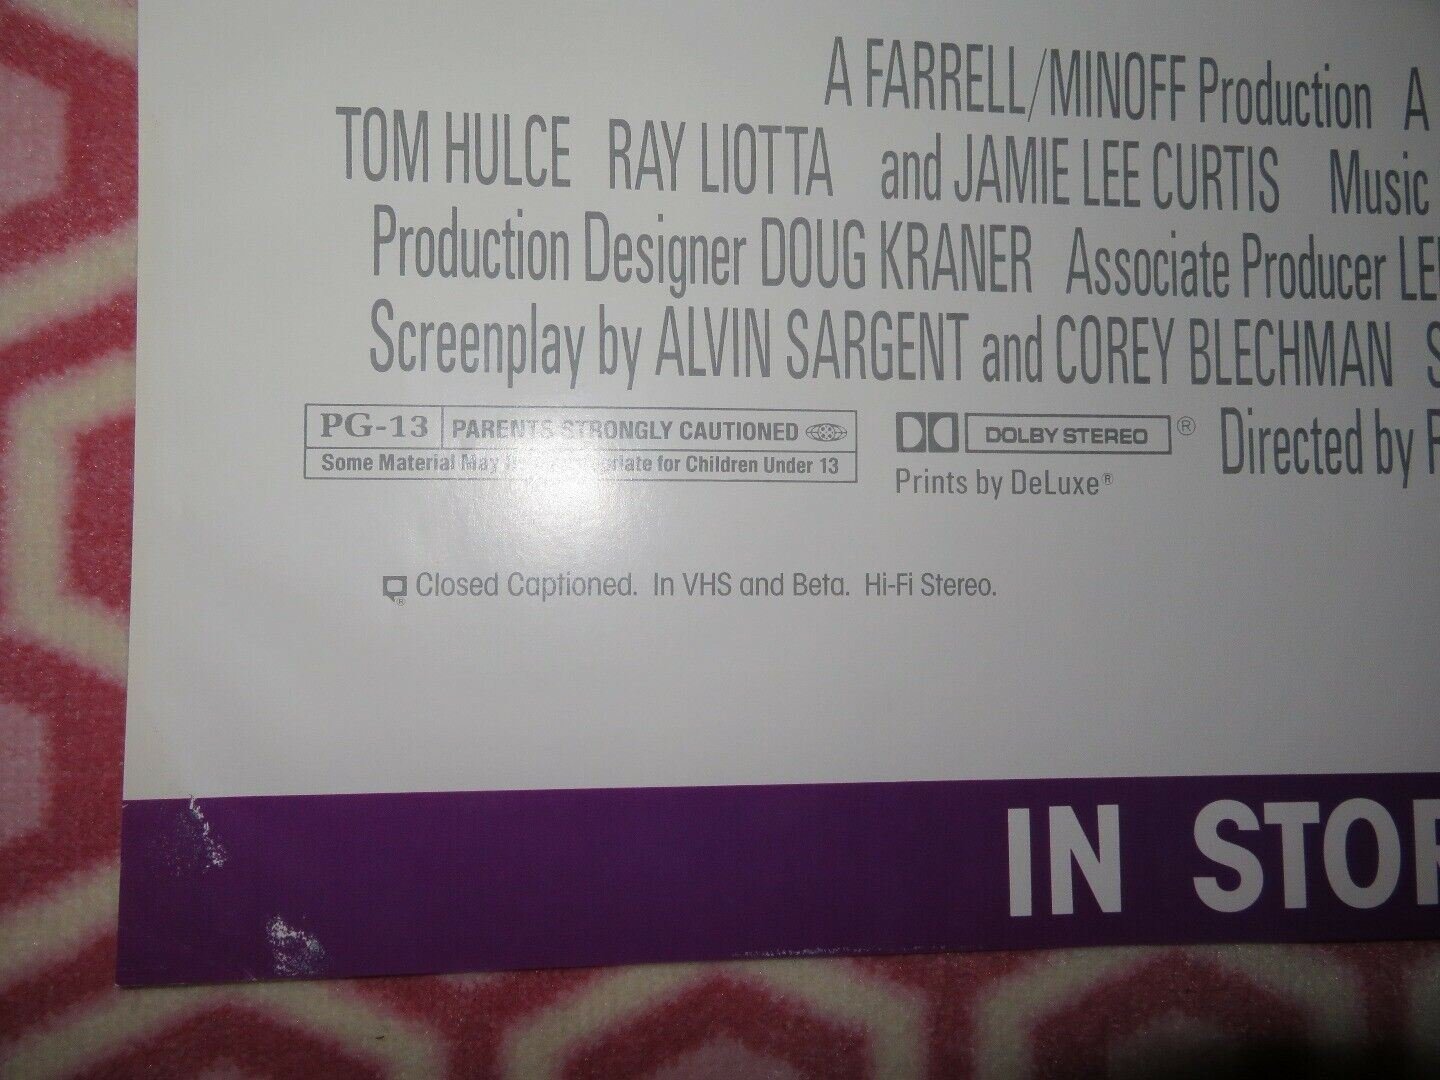 A FARRELL/MINOFF Production A
TOM HULCE RAY LIOTTA and JAMIE LEE CURTIS Music
Production Designer DOUG KRANER Associate Producer
Screenplay by ALVIN SARGENT and COREY BLECHMAN
PG-13 PARENTS STRONGLY CAUTIONED
Some Material May for Children Under 13
DOLBY STEREO ®
Prints by DeLuxe®
Directed by
Closed Captioned. In VHS and Beta. Hi-Fi Stereo.
IN